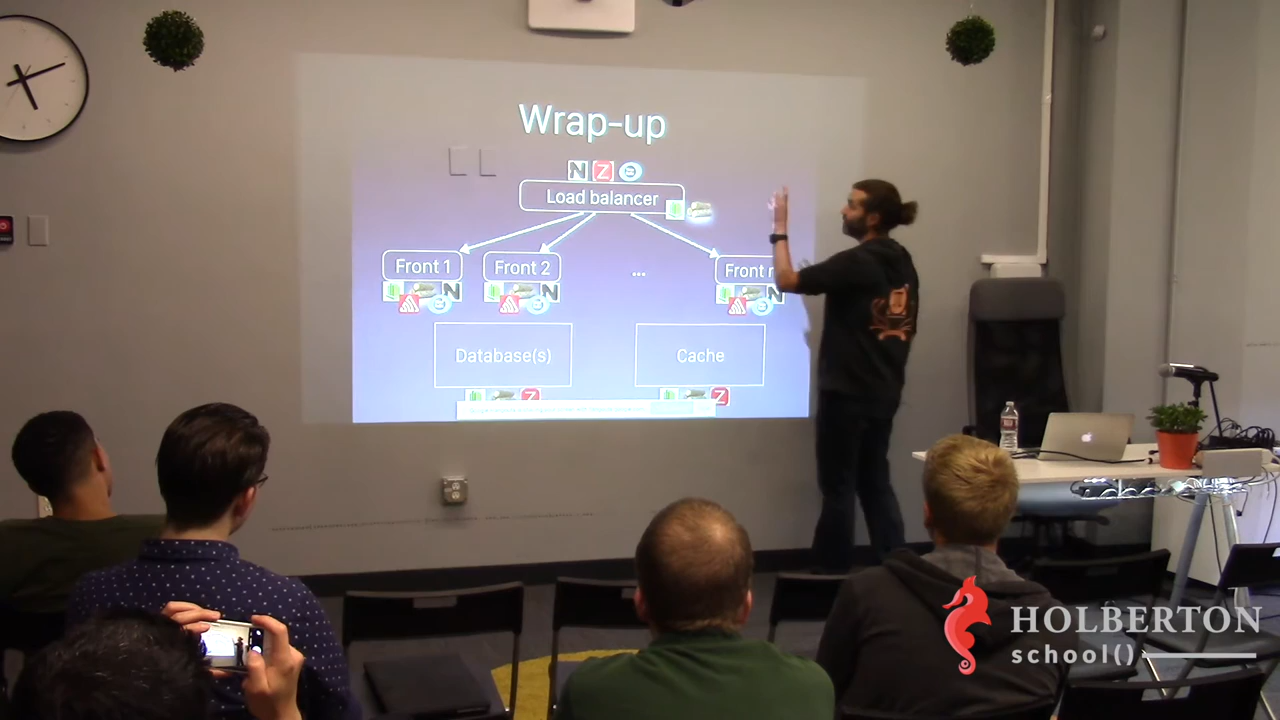 Wrap-up
N Z
Load balancer
Front 1
Front 2
...
Front n
N
N
N
Database(s)
Cache
Z
Z
HOLBERTON
school()